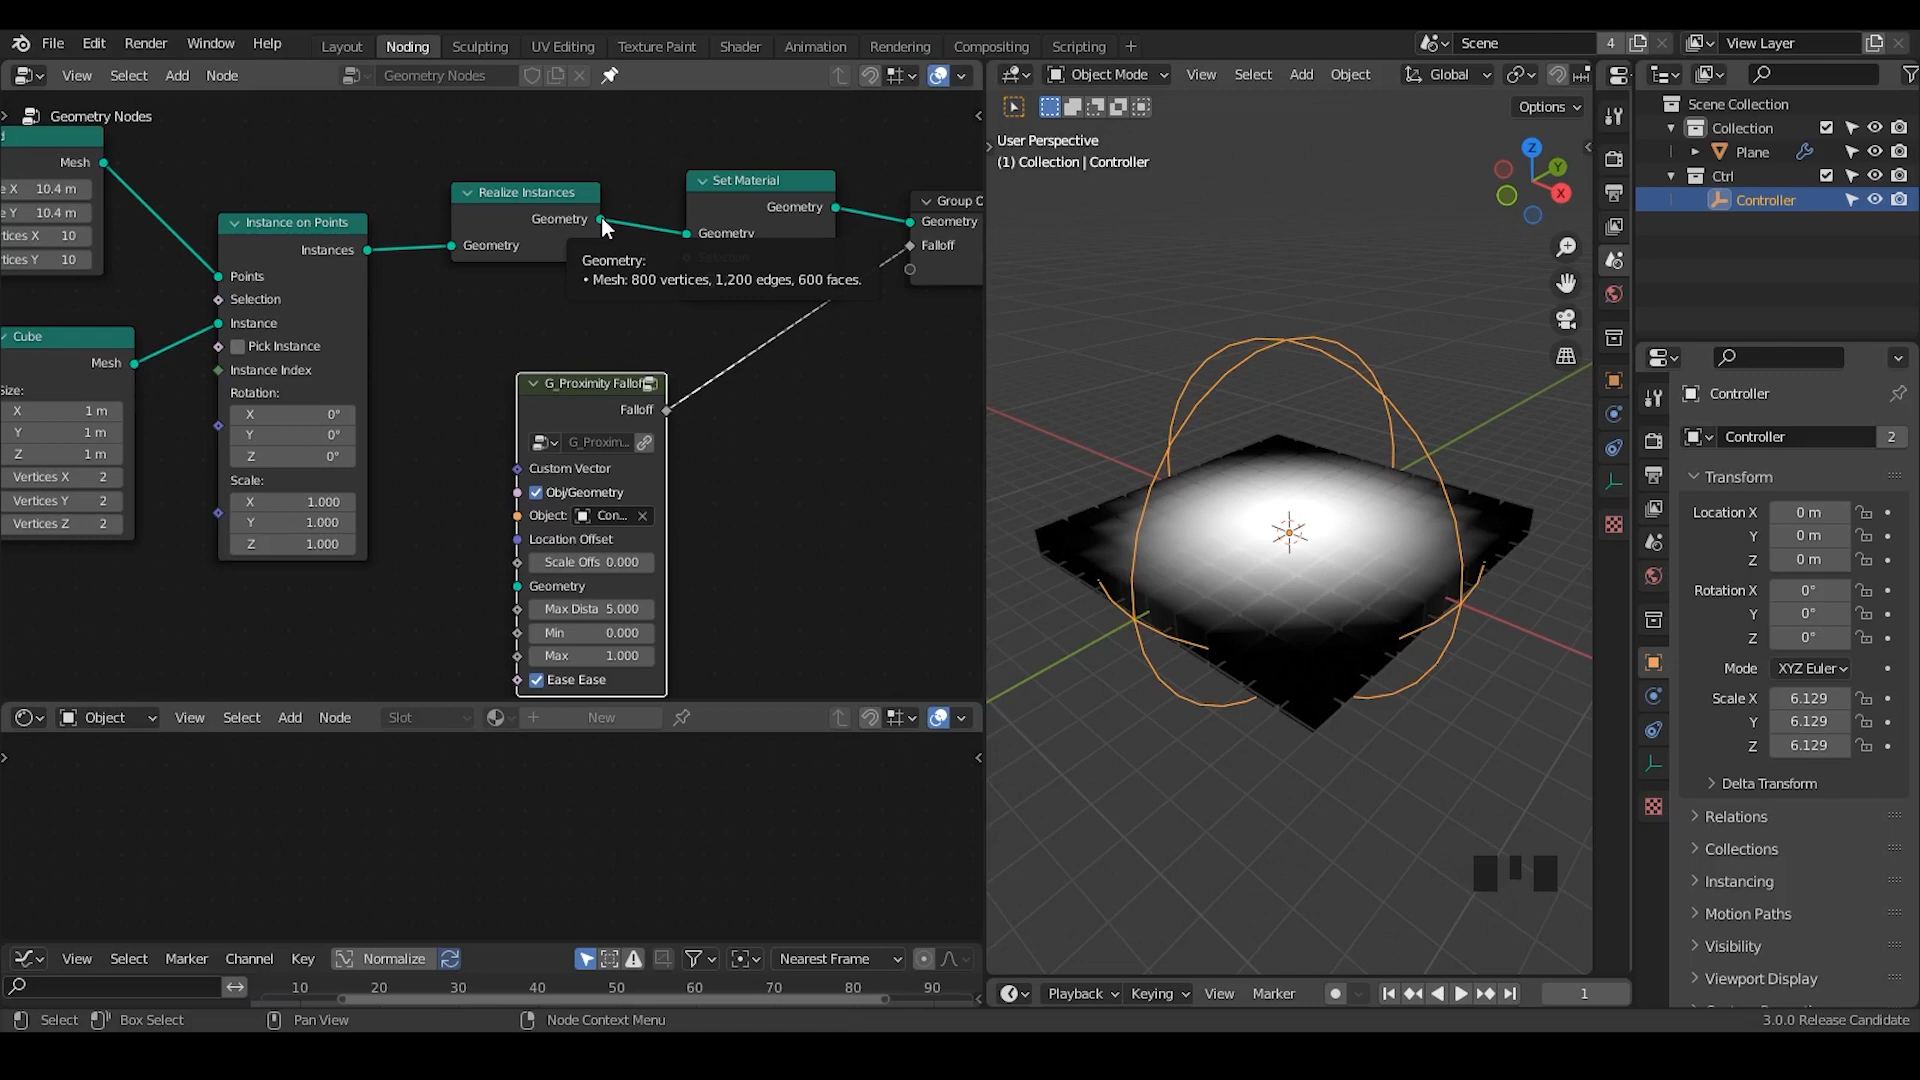 File Edit Render Window Help
Layout Noding Sculpting UV Editing Texture Paint Shader Animation Rendering Compositing Scripting
Scene 4
View Layer
View Select Add Node
Geometry Nodes
Geometry Nodes
Mesh
X 10.4 m
Y 10.4 m
X 10
Y 10
Cube
Mesh
X 1 m
Y 1 m
Z 1 m
Vertices X 2
Vertices Y 2
Vertices Z 2
Instance on Points
Instances
Points
Selection
Instance
Pick Instance
Instance Index
Rotation:
X 0°
Y 0°
Z 0°
Scale:
X 1.000
Y 1.000
Z 1.000
Realize Instances
Geometry
Geometry
Geometry:
• Mesh: 800 vertices, 1,200 edges, 600 faces.
Set Material
Geometry
Geometry
Group
Geometry
Falloff
G_Proximity Fallof
Falloff
G_Proxim...
Custom Vector
Obj/Geometry
Object: Con...
Location Offset
Scale Offs 0.000
Geometry
Max Dista 5.000
Min 0.000
Max 1.000
Ease Ease
Object View Select Add Node Slot New
View Select Marker Channel Key Normalize Nearest Frame
10 20 30 40 50 60 70 80 90
Select Box Select Pan View Node Context Menu
Object Mode View Select Add Object Global
Options
User Perspective
(1) Collection | Controller
Z
Y
X
Playback Keying View Marker 1
Scene Collection
Collection
Plane
Ctrl
Controller
Controller
Controller 2
Transform
Location X 0 m
Y 0 m
Z 0 m
Rotation X 0°
Y 0°
Z 0°
Mode XYZ Euler
Scale X 6.129
Y 6.129
Z 6.129
Delta Transform
Relations
Collections
Instancing
Motion Paths
Visibility
Viewport Display
3.0.0 Release Candidate